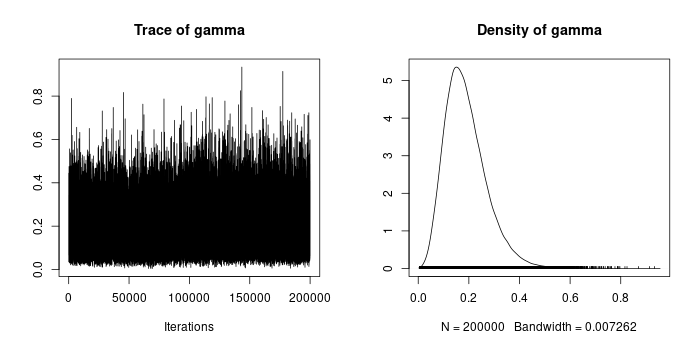 Trace of gamma
0.0 0.2 0.4 0.6 0.8
0 50000 100000 150000 200000
Iterations
Density of gamma
0 1 2 3 4 5
0.0 0.2 0.4 0.6 0.8
N = 200000 Bandwidth = 0.007262